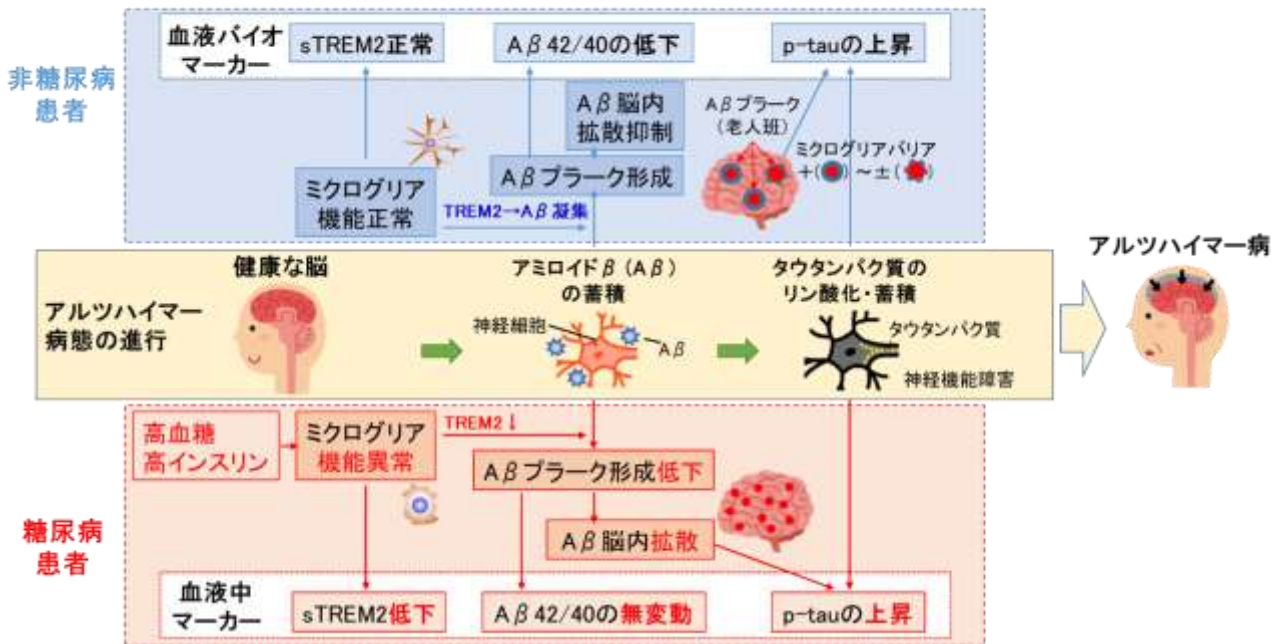 血液バイオ
マーカー
sTREM2正常
Aβ42/40の低下
p-tauの上昇
非糖尿病
患者
Aβ脳内
拡散抑制
Aβプラーク
(老人班)
ミクログリアバリア
+( )～±( )
Aβプラーク形成
ミクログリア
機能正常
TREM2→Aβ凝集
アルツハイマー
病態の進行
健康な脳
アミロイドβ(Aβ)
の蓄積
神経細胞
Aβ
タウタンパク質の
リン酸化・蓄積
タウタンパク質
神経機能障害
アルツハイマー病
高血糖
高インスリン
ミクログリア
機能異常
TREM2↓
Aβプラーク形成低下
Aβ脳内拡散
糖尿病
患者
血液中
マーカー
sTREM2低下
Aβ42/40の無変動
p-tauの上昇